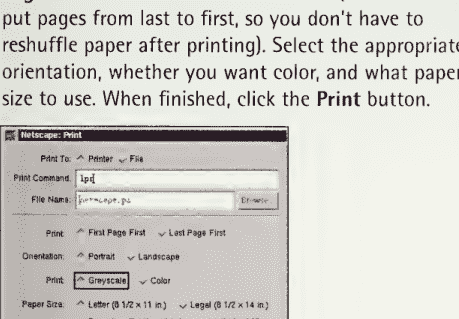 put pages from last to first, so you don't have to
reshuffle paper after printing). Select the appropriate
orientation, whether you want color, and what paper
size to use. When finished, click the Print button.
Netscape: Print
Print To: Printer File
Print Command: lpd
File Name: netscape.ps Browse...
Print: First Page First Last Page First
Orientation: Portrait Landscape
Print: Greyscale Color
Paper Size: Letter (8 1/2 x 11 in.) Legal (8 1/2 x 14 in.)